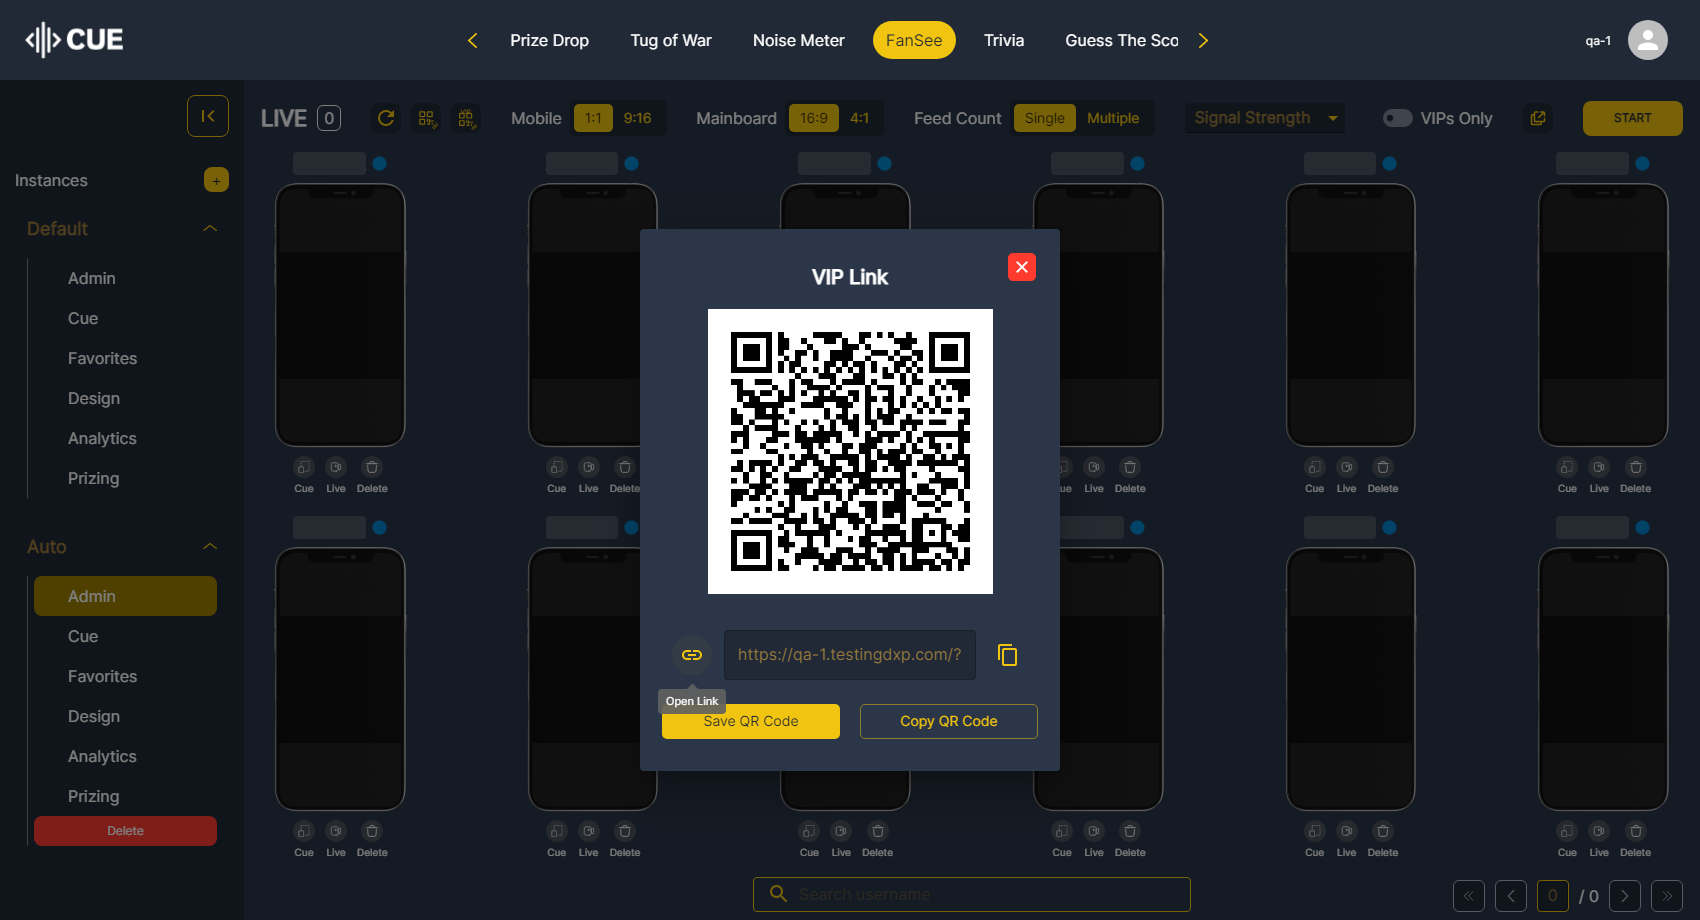 CUE
Prize Drop
Tug of War
Noise Meter
FanSee
Trivia
Guess The Sco
qa-1
LIVE 0
Mobile 1:1 9:16
Mainboard 16:9 4:1
Feed Count Single Multiple
Signal Strength
VIPs Only
START
Instances +
Default
Admin
Cue
Favorites
Design
Analytics
Prizing
Auto
Admin
Cue
Favorites
Design
Analytics
Prizing
Delete
VIP Link
https://qa-1.testingdxp.com/?
Open Link
Save QR Code
Copy QR Code
Cue Live Delete
Cue Live Delete
ue Live Delete
Cue Live Delete
Cue Live Delete
Cue Live Delete
Cue Live Delete
Cue Live Delete
Cue Live Delete
Cue Live Delete
Cue Live Delete
Search username
0 / 0